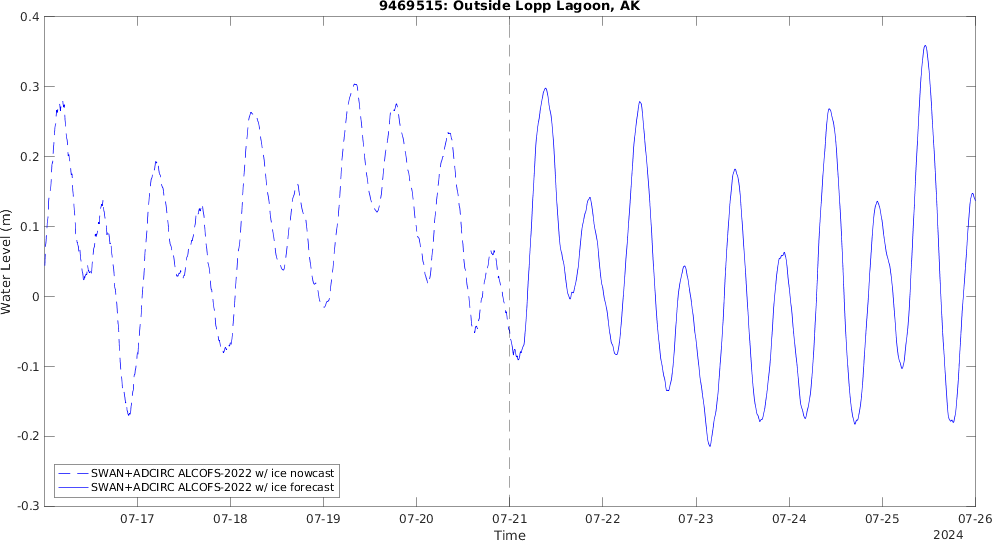 9469515: Outside Lopp Lagoon, AK
0.4
0.3
0.2
0.1
0
-0.1
-0.2
-0.3
Water Level (m)
SWAN+ADCIRC ALCOFS-2022 w/ ice nowcast
SWAN+ADCIRC ALCOFS-2022 w/ ice forecast
07-17 07-18 07-19 07-20 07-21 07-22 07-23 07-24 07-25 07-26
Time
2024